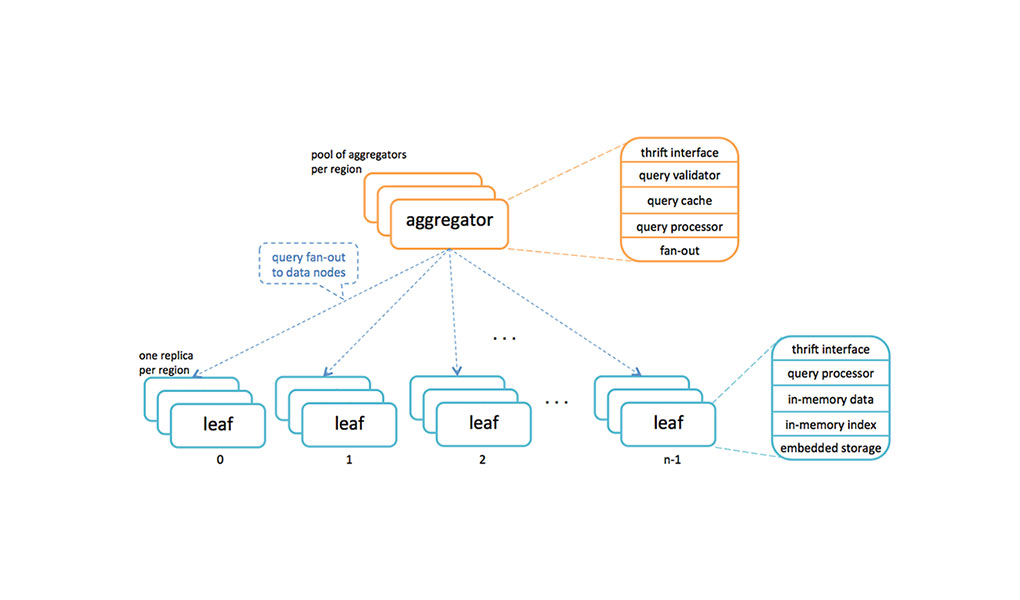 pool of aggregators
per region
aggregator
thrift interface
query validator
query cache
query processor
fan-out
query fan-out
to data nodes
...
one replica
per region
leaf
leaf
leaf
...
leaf
0
1
2
n-1
thrift interface
query processor
in-memory data
in-memory index
embedded storage